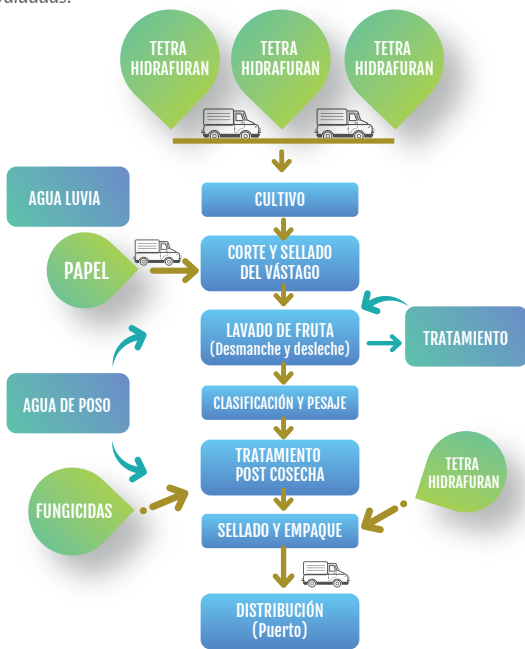 TETRA
HIDRAFURAN
TETRA
HIDRAFURAN
TETRA
HIDRAFURAN
CULTIVO
AGUA LUVIA
PAPEL
CORTE Y SELLADO
DEL VÁSTAGO
LAVADO DE FRUTA
(Desmanche y desleche)
TRATAMIENTO
CLASIFICACIÓN Y PESAJE
AGUA DE POSO
TRATAMIENTO
POST COSECHA
TETRA
HIDRAFURAN
FUNGICIDAS
SELLADO Y EMPAQUE
DISTRIBUCIÓN
(Puerto)